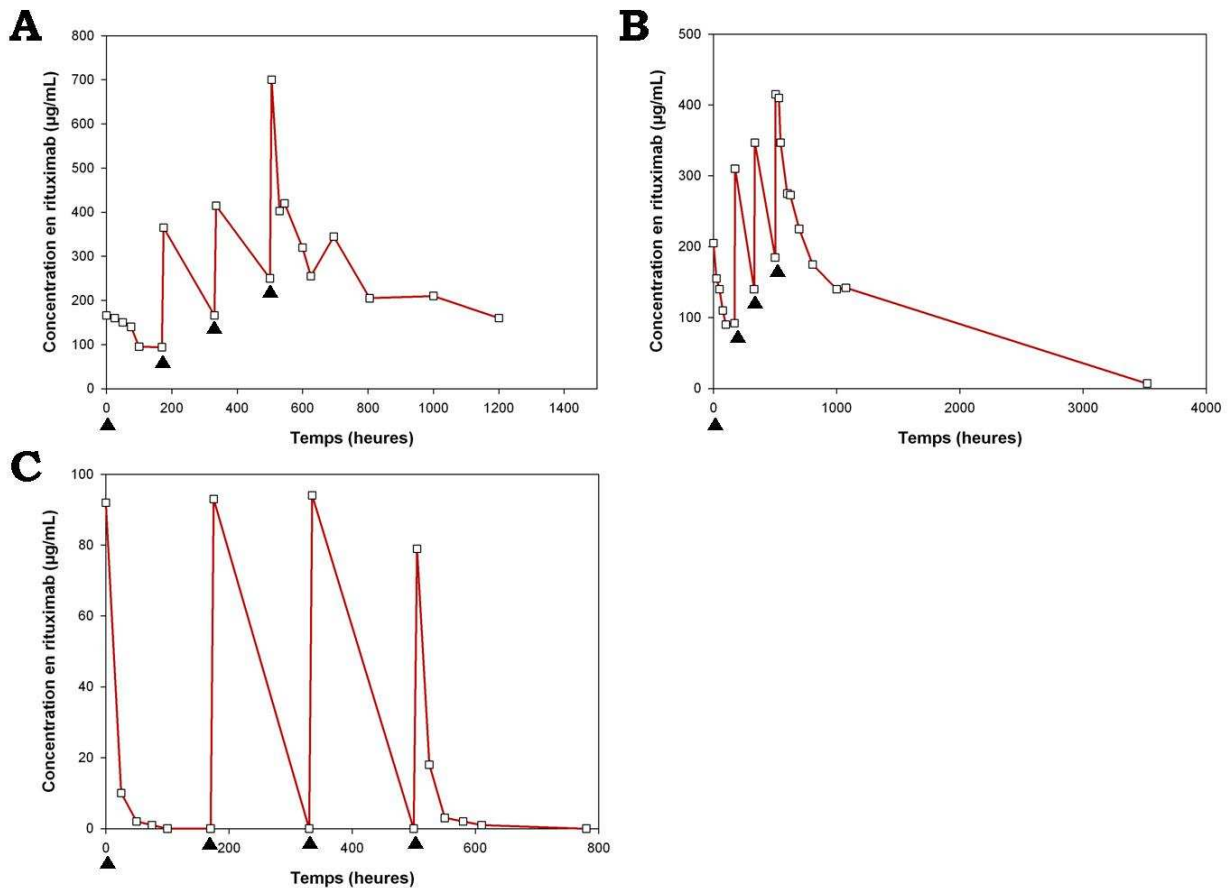 A
Concentration en rituximab (µg/mL)
800
700
600
500
400
300
200
100
0
0 200 400 600 800 1000 1200 1400
Temps (heures)
B
Concentration en rituximab (µg/mL)
500
400
300
200
100
0
0 1000 2000 3000 4000
Temps (heures)
C
Concentration en rituximab (µg/mL)
100
80
60
40
20
0
0 200 400 600 800
Temps (heures)